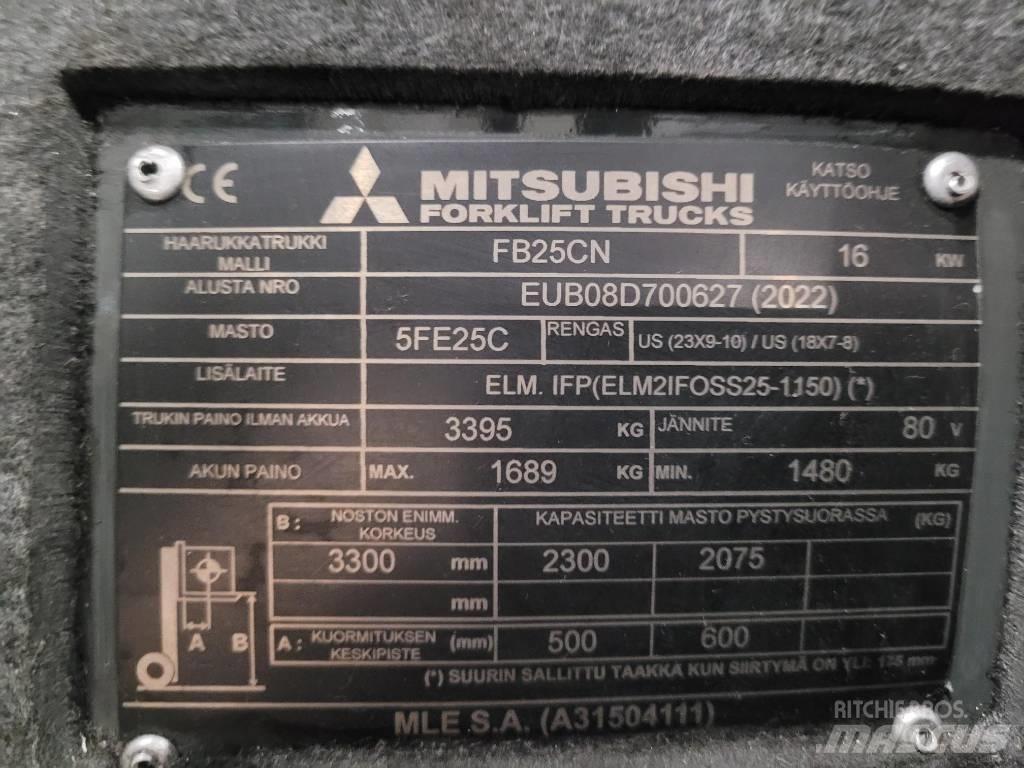 CE
MITSUBISHI
FORKLIFT TRUCKS
KATSO
KÄYTTÖOHJE
HAARUKKATRUKKI
MALLI
FB25CN
16 KW
ALUSTA NRO
EUB08D700627 (2022)
MASTO
5FE25C
RENGAS
US (23X9-10) / US (18X7-8)
LISÄLAITE
ELM. IFP(ELM2IFOSS25-1150) (*)
TRUKIN PAINO ILMAN AKKUA
3395 KG
JÄNNITE
80 V
AKUN PAINO
MAX. 1689 KG
MIN. 1480 KG
B: NOSTON ENIMM.
KORKEUS
KAPASITEETTI MASTO PYSTYSUORASSA (KG)
3300 mm
2300
2075
mm
A: KUORMITUKSEN
KESKIPISTE
(mm)
500
600
A
B
(*) SUURIN SALLITTU TAAKKA KUN SIIRTYMÄ ON YLI: 175 mm
MLE S.A. (A31504111)
RITCHIE BROS.
MASCUS